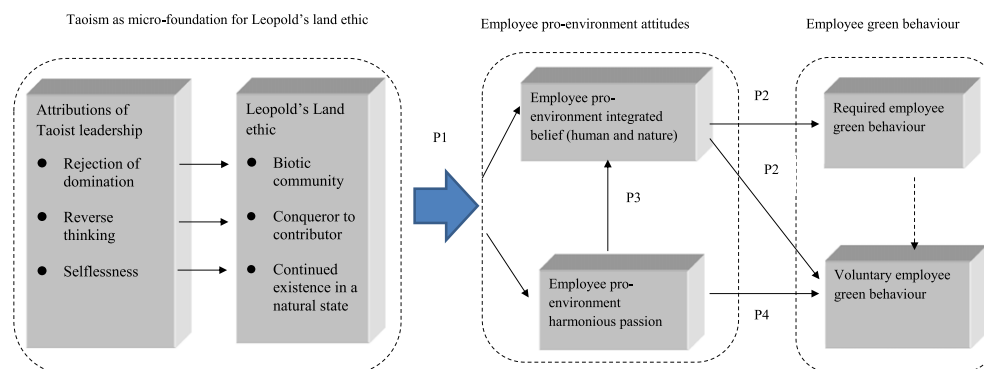 Taoism as micro-foundation for Leopold's land ethic
Attributions of
Taoist leadership
● Rejection of
domination
● Reverse
thinking
● Selflessness
Leopold's Land
ethic
● Biotic
community
● Conqueror to
contributor
● Continued
existence in a
natural state
P1
Employee pro-environment attitudes
Employee pro-
environment integrated
belief (human and nature)
P3
Employee pro-
environment
harmonious passion
P2
P2
P4
Employee green behaviour
Required employee
green behaviour
Voluntary employee
green behaviour